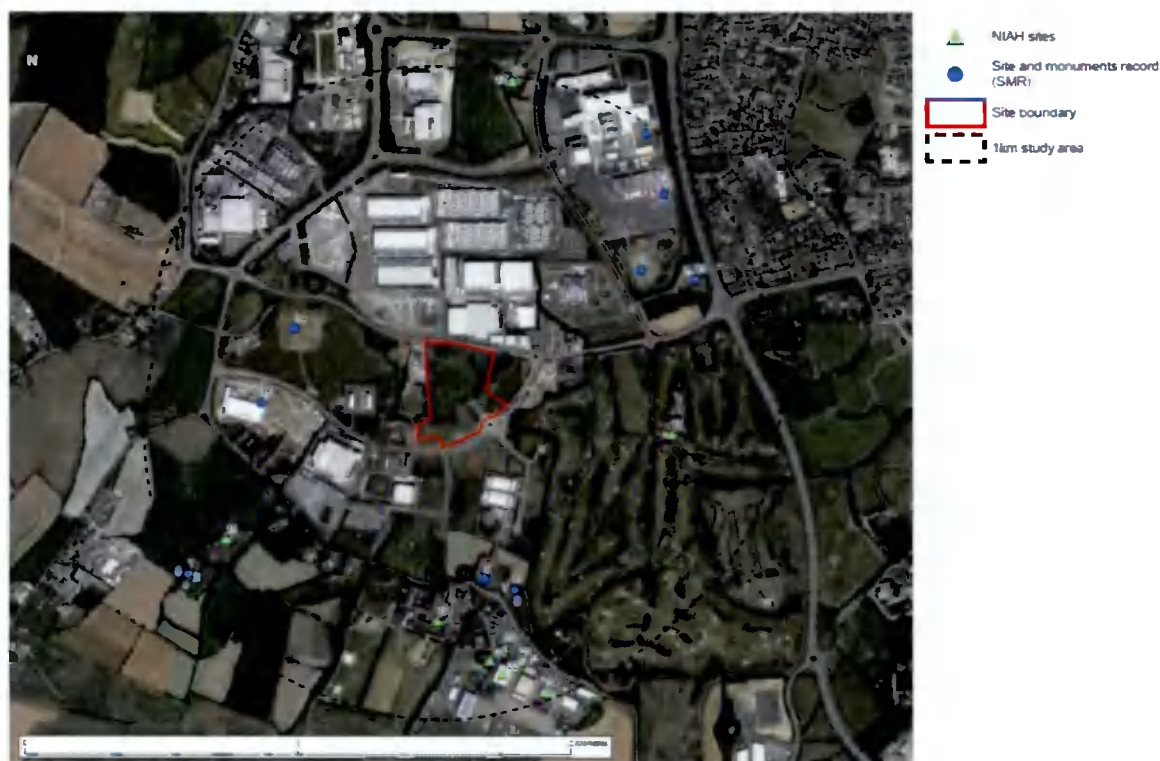 N
NIAH sites
Site and monuments record
(SMR)
Site boundary
1km study area